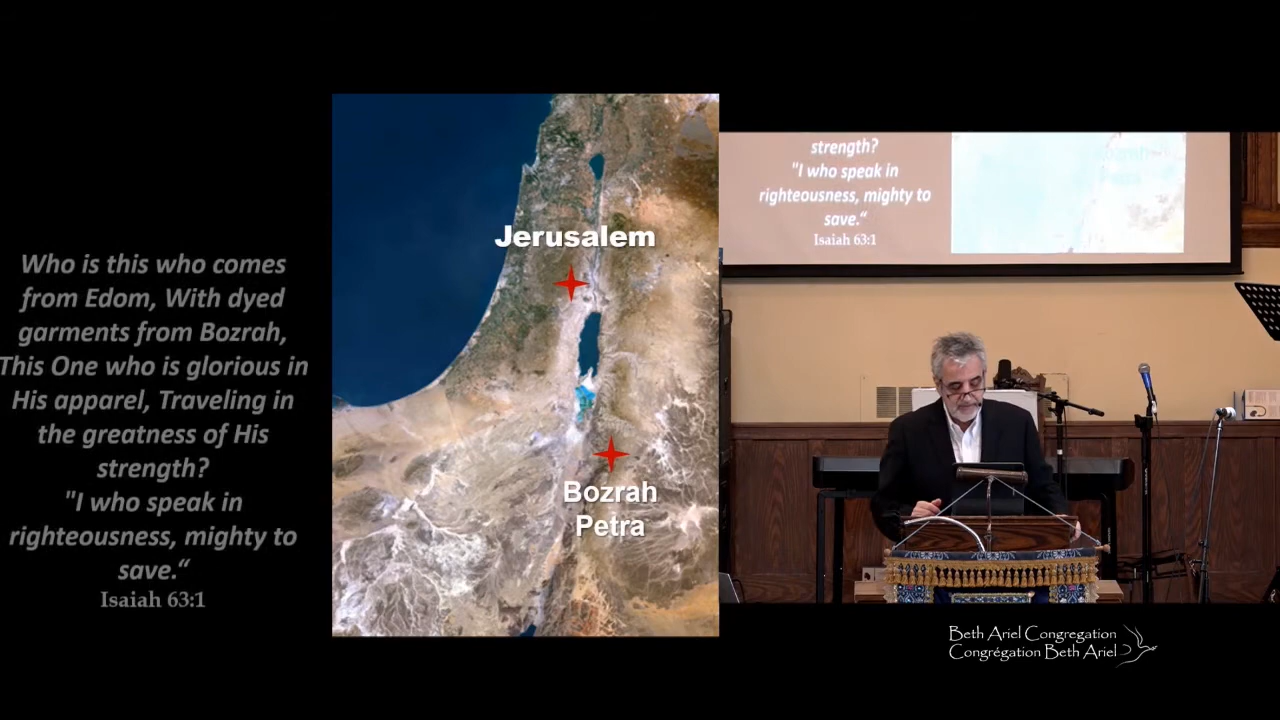 Who is this who comes
from Edom, With dyed
garments from Bozrah,
This One who is glorious in
His apparel, Traveling in
the greatness of His
strength?
"I who speak in
righteousness, mighty to
save.“
Isaiah 63:1
Jerusalem
Bozrah
Petra
strength?
"I who speak in
righteousness, mighty to
save.“
Isaiah 63:1
Beth Ariel Congregation
Congrégation Beth Ariel